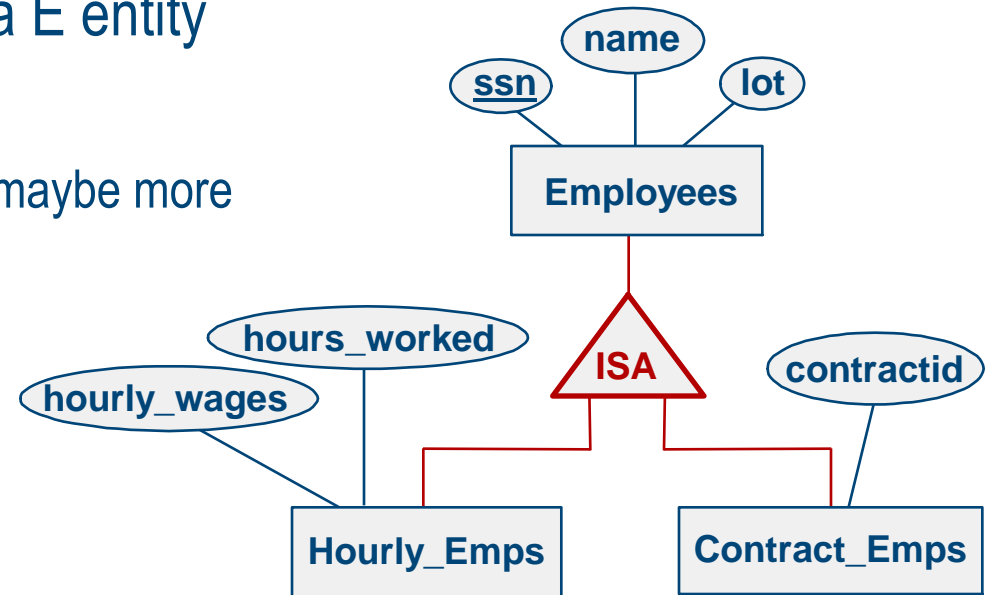 a E entity
name
ssn
lot
maybe more
Employees
hours_worked
ISA
contractid
hourly_wages
Hourly_Emps
Contract_Emps